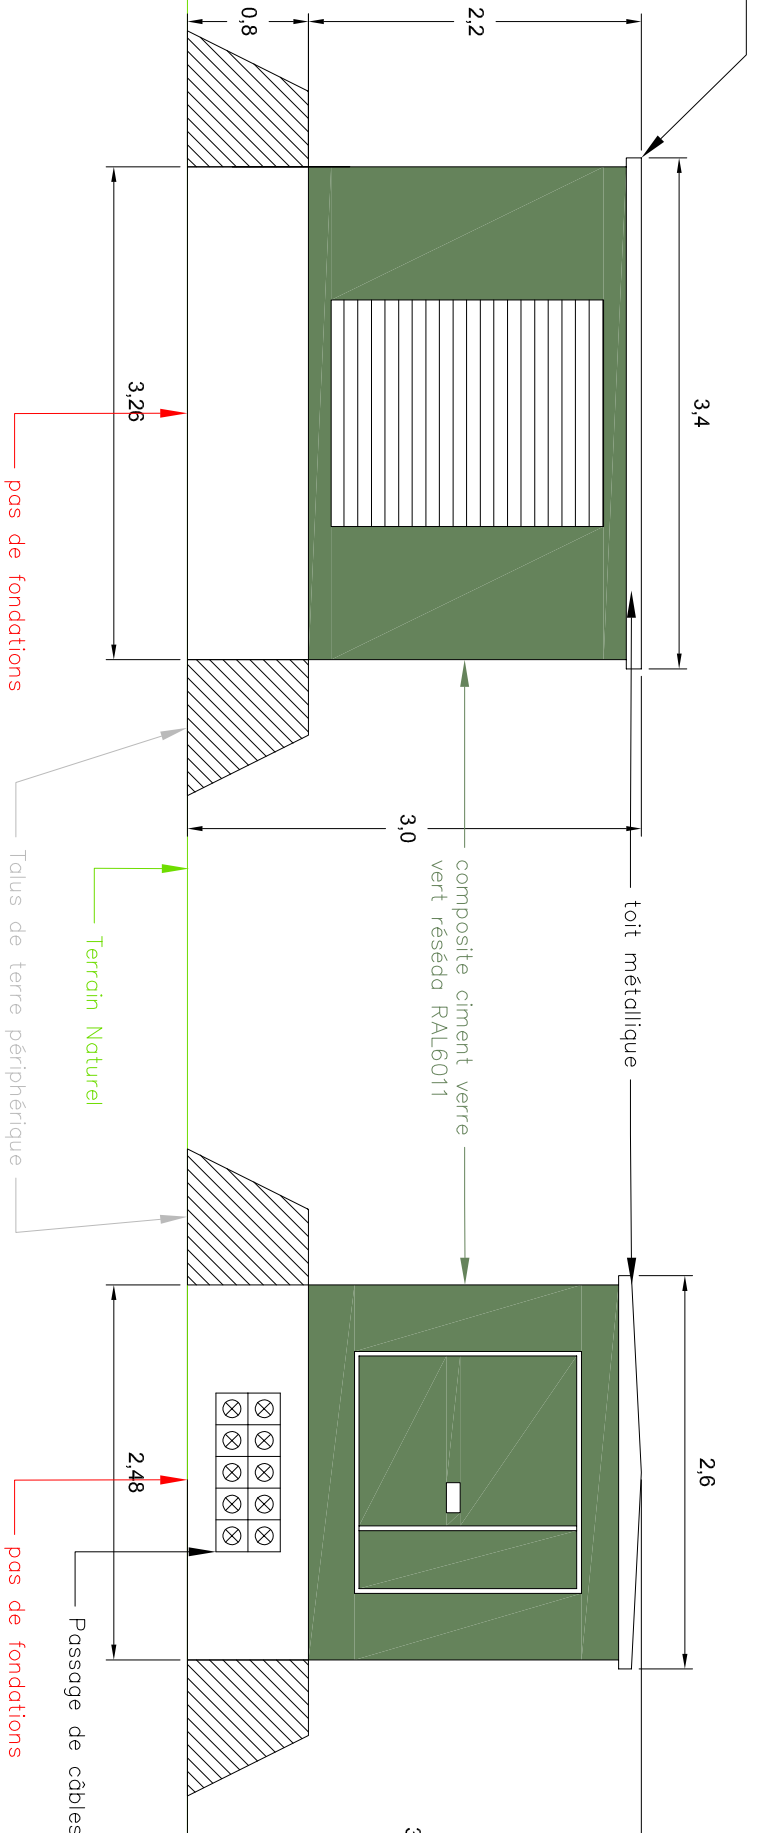 3,4
2,6
toit métallique
2,2
0,8
3,0
composite ciment verre
vert réséda RAL6011
3,26
2,48
Terrain Naturel
Passage de câbles
pas de fondations
Talus de terre périphérique
pas de fondations